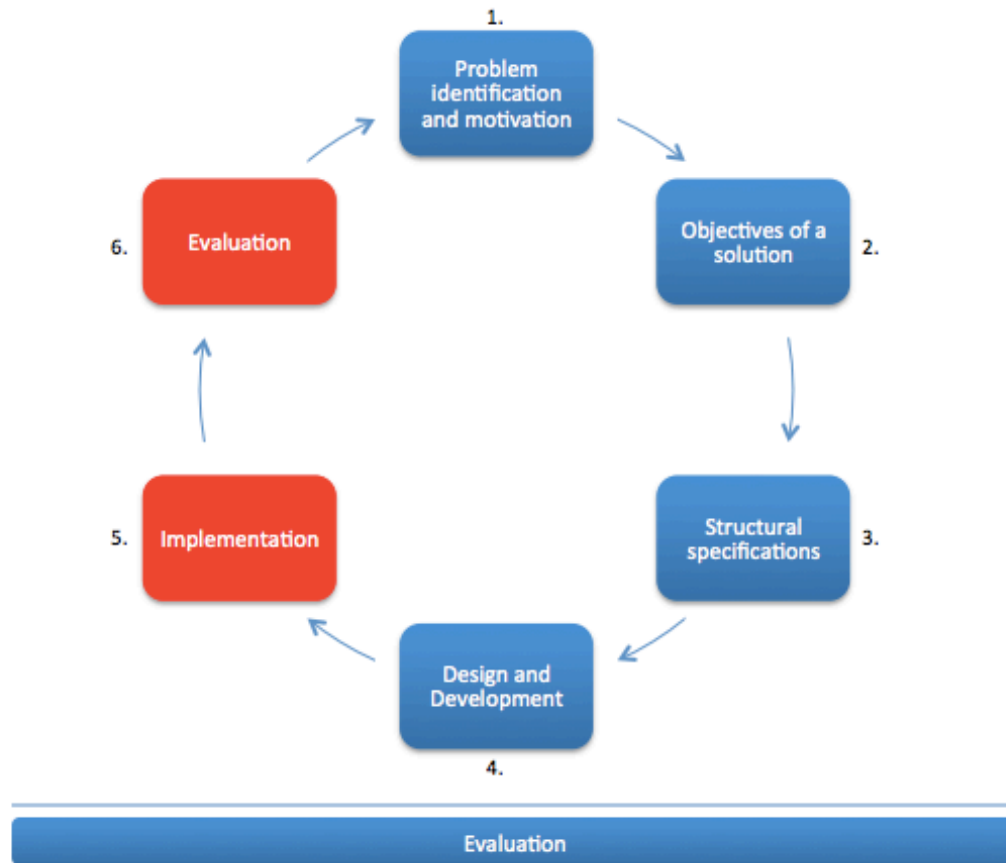 1.
Problem
identification
and motivation
Objectives of a
solution
2.
Structural
specifications
3.
Design and
Development
4.
Implementation
5.
Evaluation
6.
Evaluation